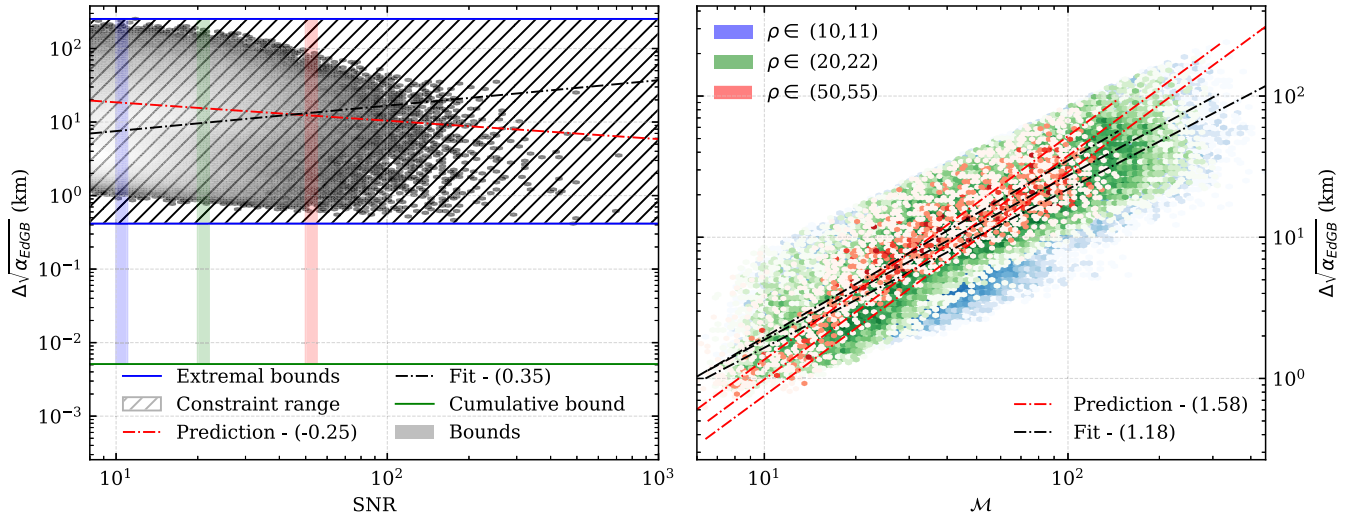 10²
10¹
10⁰
10⁻¹
10⁻²
10⁻³
Δ√α_EdGB (km)
Extremal bounds
Constraint range
Prediction - (-0.25)
Fit - (0.35)
Cumulative bound
Bounds
10¹
10²
10³
SNR
ρ ∈ (10,11)
ρ ∈ (20,22)
ρ ∈ (50,55)
Prediction - (1.58)
Fit - (1.18)
10²
10¹
10⁰
Δ√α_EdGB (km)
10¹
10²
ℳ